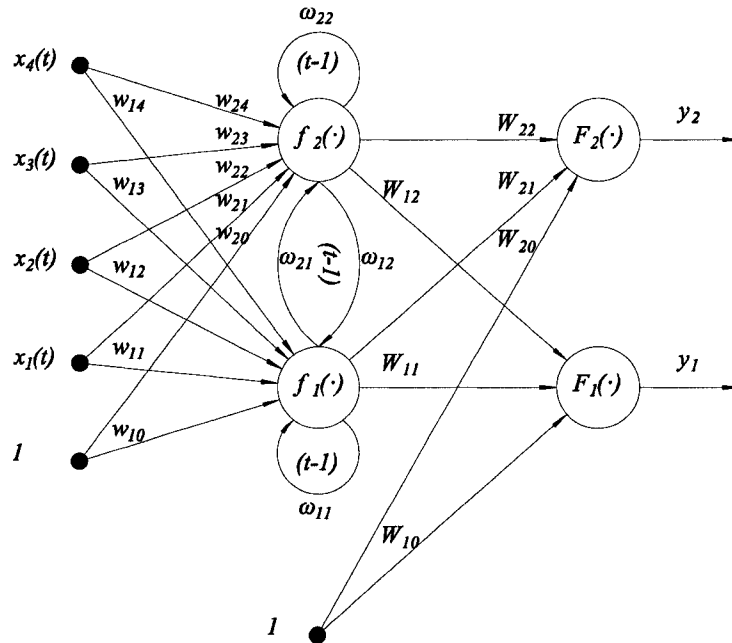 ω22
x4(t)
(t-1)
w14
w24
w23
f2(·)
W22
F2(·)
y2
x3(t)
w22
w13
w21
W12
W21
w20
W20
x2(t)
w12
ω21
(t-1)
ω12
x1(t)
w11
f1(·)
W11
F1(·)
y1
w10
1
(t-1)
ω11
W10
1